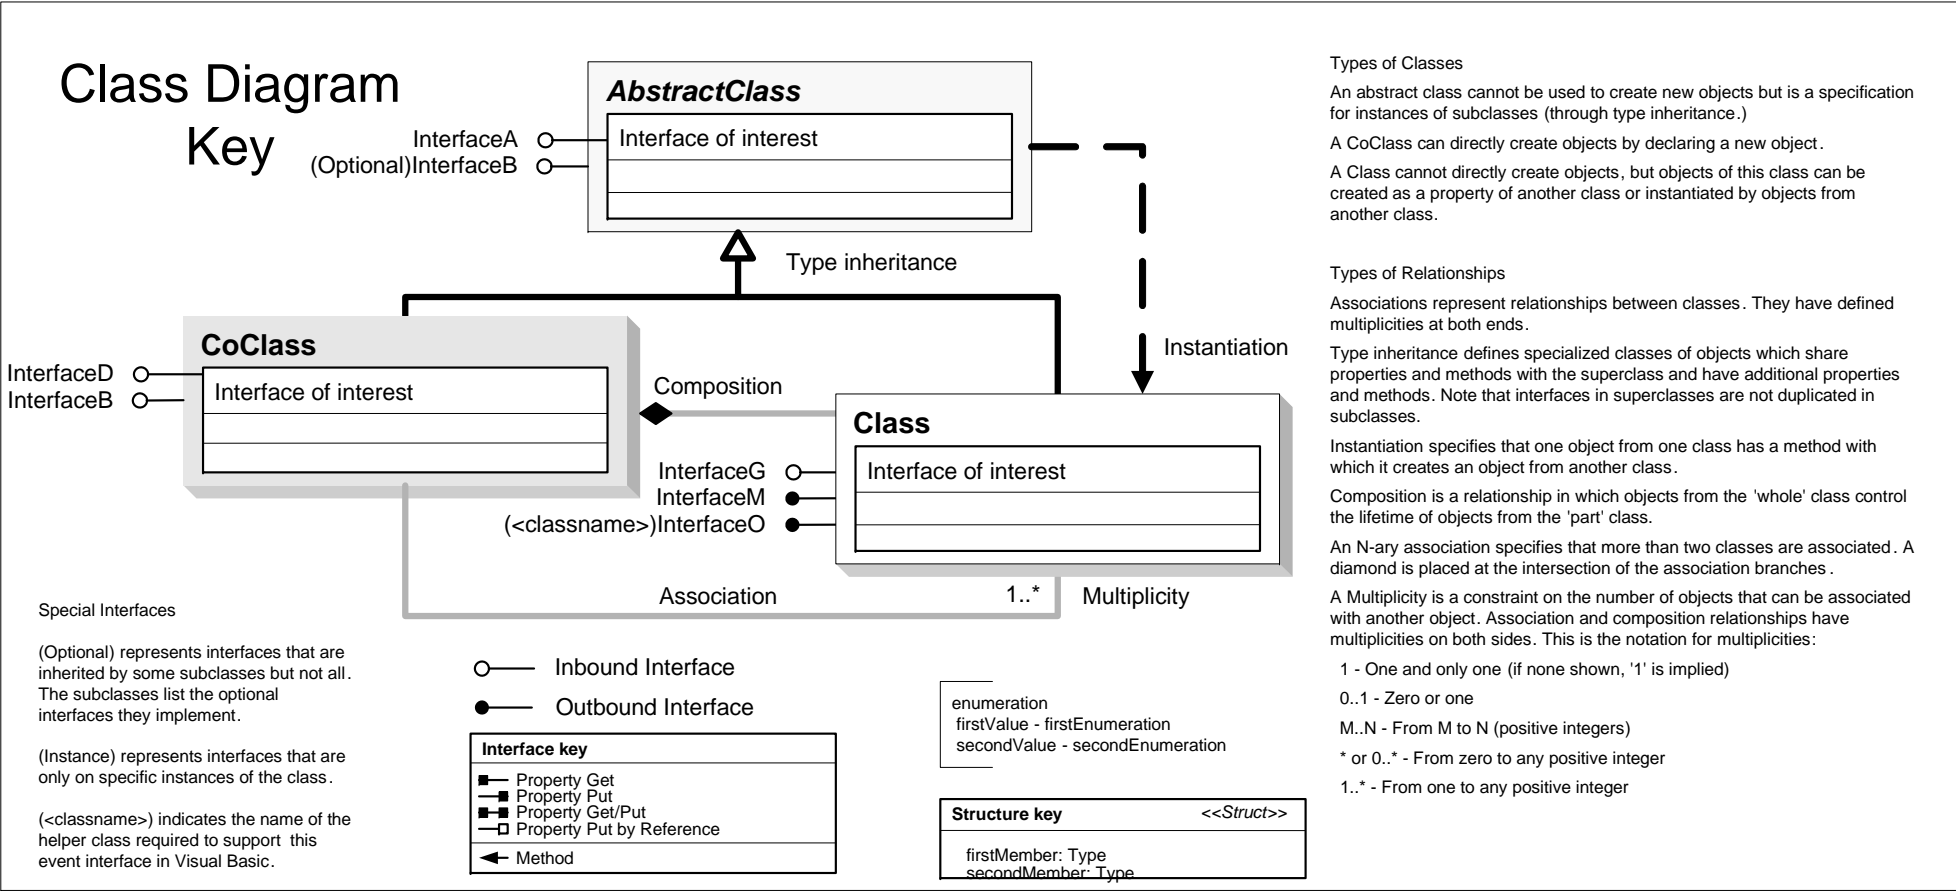 Class Diagram
Key
AbstractClass
Interface of interest
InterfaceA
(Optional)InterfaceB
Type inheritance
Instantiation
CoClass
Interface of interest
InterfaceD
InterfaceB
Composition
Class
Interface of interest
InterfaceG
InterfaceM
(<classname>)InterfaceO
Association
1..*
Multiplicity
Special Interfaces
(Optional) represents interfaces that are
inherited by some subclasses but not all.
The subclasses list the optional
interfaces they implement.
(Instance) represents interfaces that are
only on specific instances of the class.
(<classname>) indicates the name of the
helper class required to support this
event interface in Visual Basic.
Inbound Interface
Outbound Interface
Interface key
Property Get
Property Put
Property Get/Put
Property Put by Reference
Method
enumeration
firstValue - firstEnumeration
secondValue - secondEnumeration
Structure key <<Struct>>
firstMember: Type
secondMember: Type
Types of Classes
An abstract class cannot be used to create new objects but is a specification
for instances of subclasses (through type inheritance.)
A CoClass can directly create objects by declaring a new object.
A Class cannot directly create objects, but objects of this class can be
created as a property of another class or instantiated by objects from
another class.
Types of Relationships
Associations represent relationships between classes. They have defined
multiplicities at both ends.
Type inheritance defines specialized classes of objects which share
properties and methods with the superclass and have additional properties
and methods. Note that interfaces in superclasses are not duplicated in
subclasses.
Instantiation specifies that one object from one class has a method with
which it creates an object from another class.
Composition is a relationship in which objects from the 'whole' class control
the lifetime of objects from the 'part' class.
An N-ary association specifies that more than two classes are associated. A
diamond is placed at the intersection of the association branches.
A Multiplicity is a constraint on the number of objects that can be associated
with another object. Association and composition relationships have
multiplicities on both sides. This is the notation for multiplicities:
1 - One and only one (if none shown, '1' is implied)
0..1 - Zero or one
M..N - From M to N (positive integers)
* or 0..* - From zero to any positive integer
1..* - From one to any positive integer